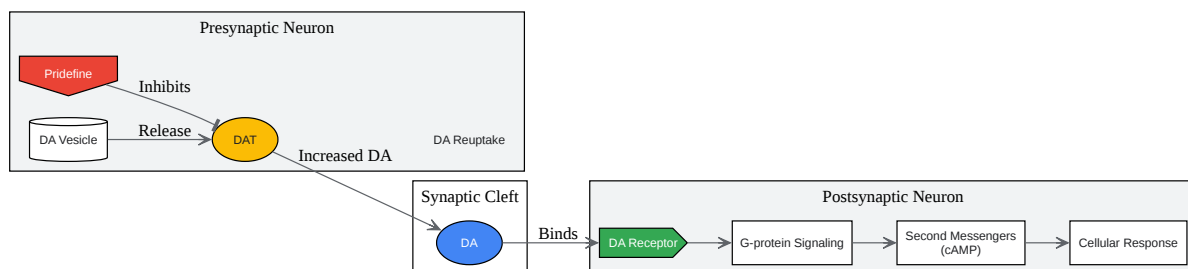 Presynaptic Neuron
Pridefine
Inhibits
DA Vesicle
Release
DAT
DA Reuptake
Increased DA
Synaptic Cleft
DA
Binds
Postsynaptic Neuron
DA Receptor
G-protein Signaling
Second Messengers
(cAMP)
Cellular Response